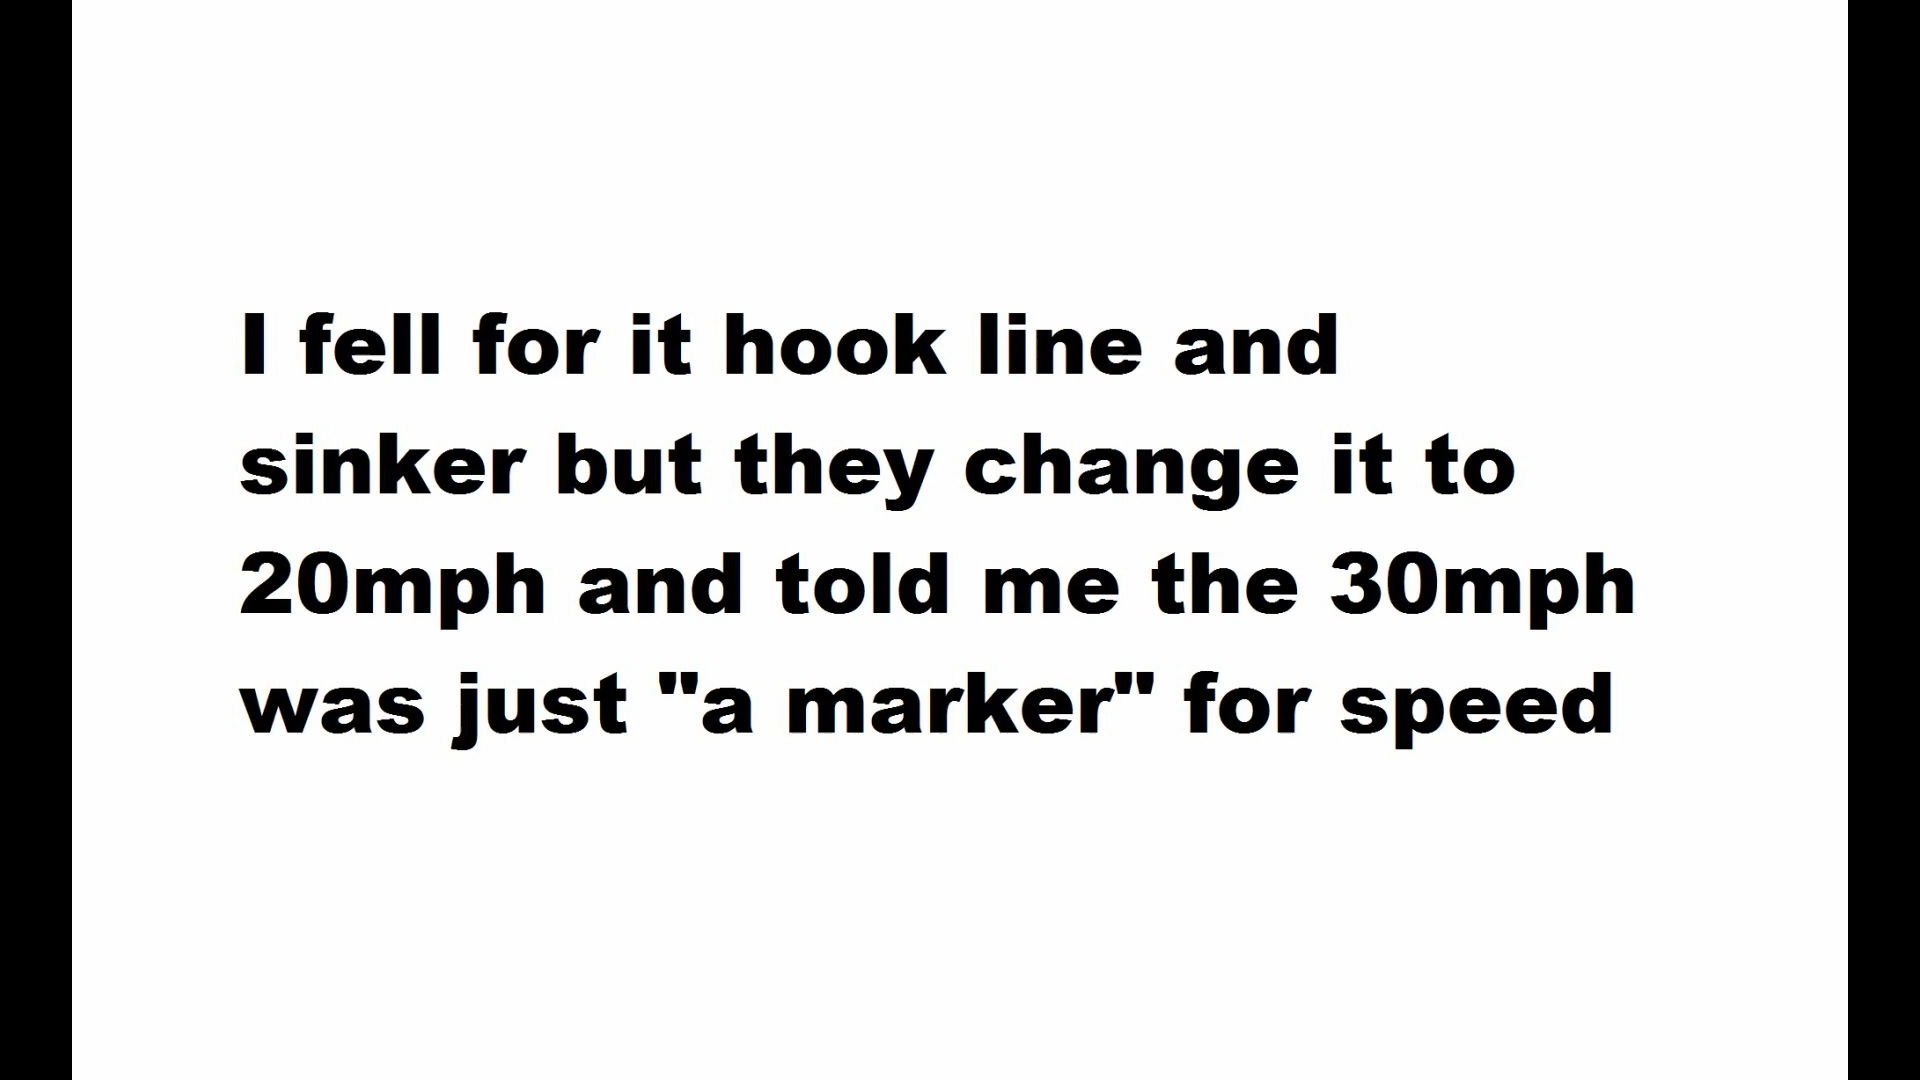 I fell for it hook line and
sinker but they change it to
20mph and told me the 30mph
was just "a marker" for speed